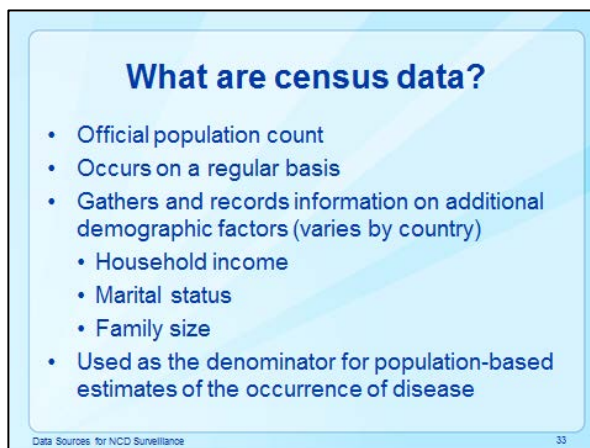 What are census data?
• Official population count
• Occurs on a regular basis
• Gathers and records information on additional
demographic factors (varies by country)
• Household income
• Marital status
• Family size
• Used as the denominator for population-based
estimates of the occurrence of disease
Data Sources for NCD Surveillance
33